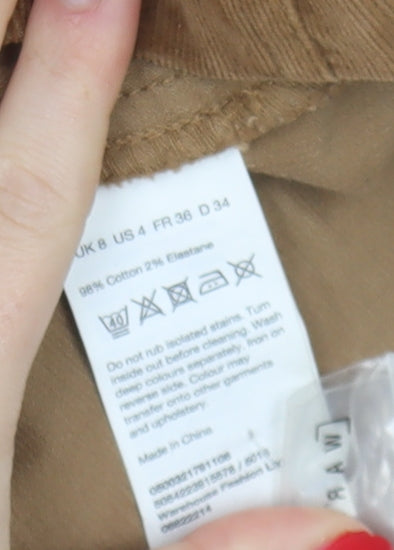 UK 8 US 4 FR 36 D 34
98% Cotton 2% Elastane
40
Do not rub isolated stains. Turn
inside out before cleaning. Wash
deep colours separately. Iron on
reverse side. Colour may
transfer onto other garments
and upholstery.
Made in China
Warehouse Fashion
06822214